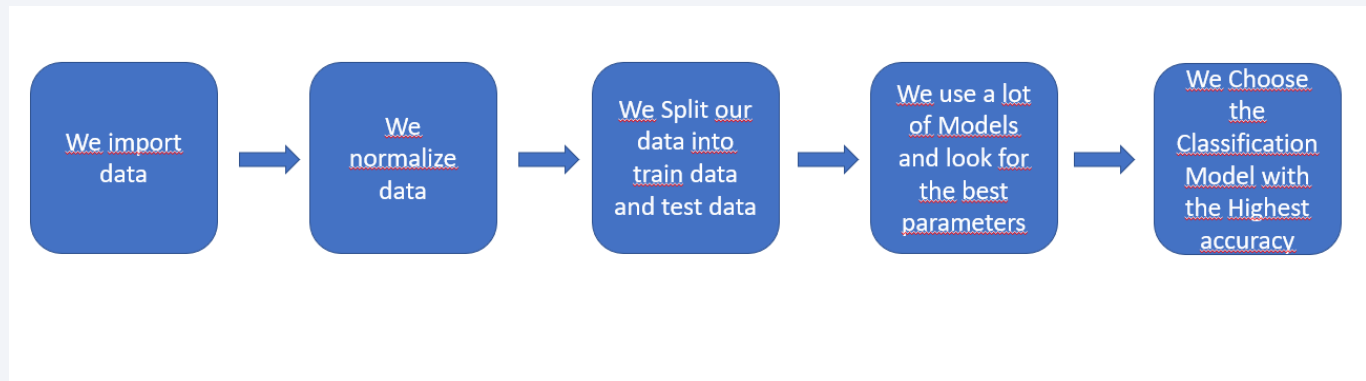 We import
data
We
normalize
data
We Split our
data into
train data
and test data
We use a lot
of Models
and look for
the best
parameters
We Choose
the
Classification
Model with
the Highest
accuracy